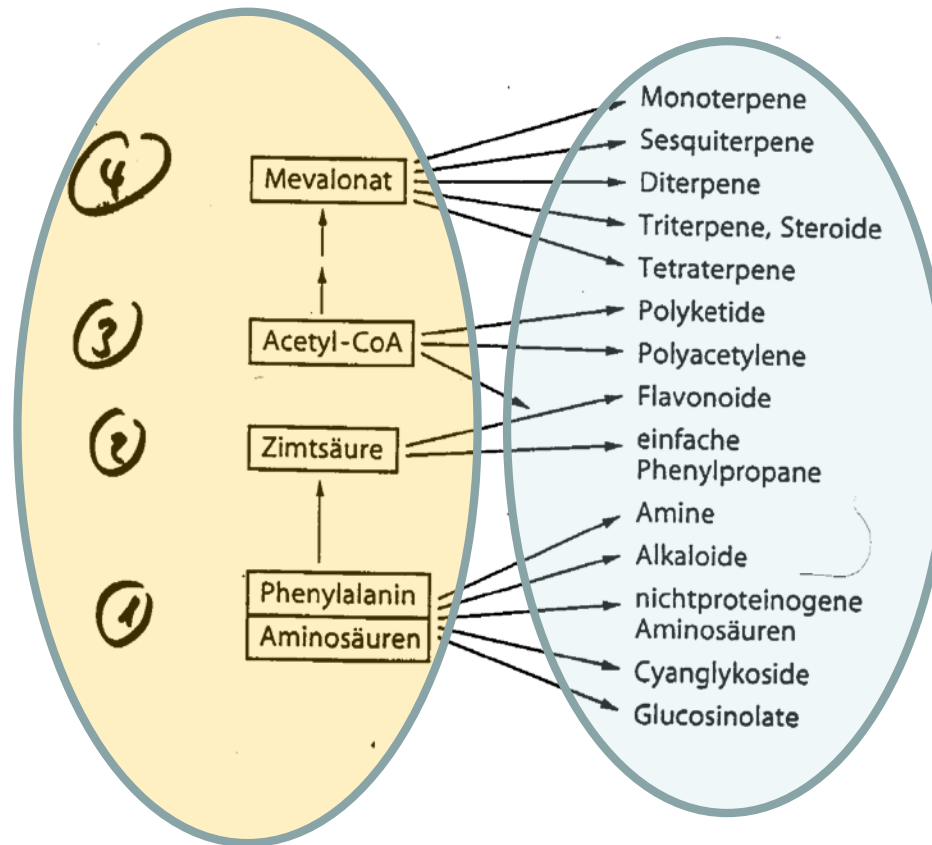 4
Mevalonat
3
Acetyl-CoA
2
Zimtsäure
1
Phenylalanin
Aminosäuren
Monoterpene
Sesquiterpene
Diterpene
Triterpene, Steroide
Tetraterpene
Polyketide
Polyacetylene
Flavonoide
einfache
Phenylpropane
Amine
Alkaloide
nichtproteinogene
Aminosäuren
Cyanglykoside
Glucosinolate